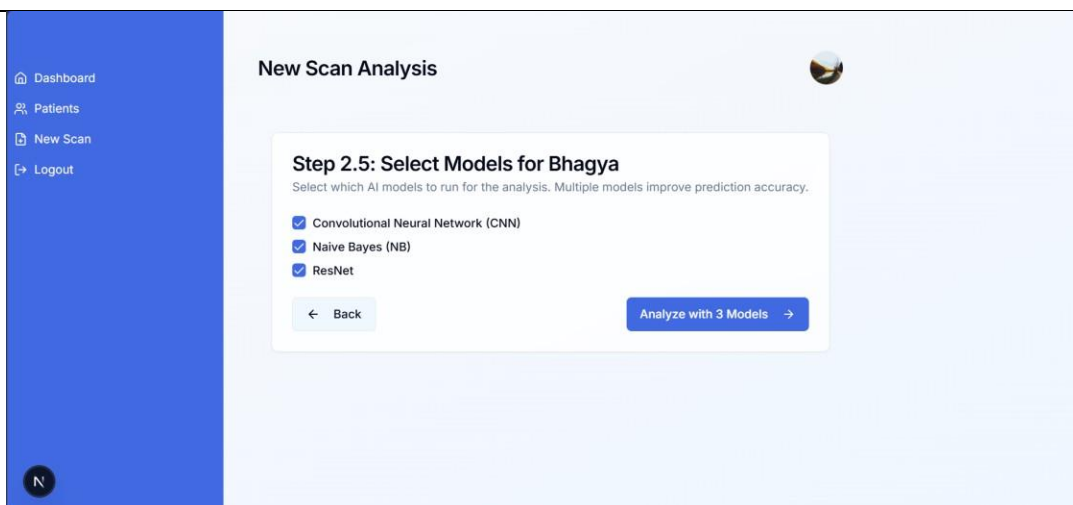 Dashboard
Patients
New Scan
Logout
N
New Scan Analysis
Step 2.5: Select Models for Bhagya
Select which AI models to run for the analysis. Multiple models improve prediction accuracy.
Convolutional Neural Network (CNN)
Naive Bayes (NB)
ResNet
← Back
Analyze with 3 Models →